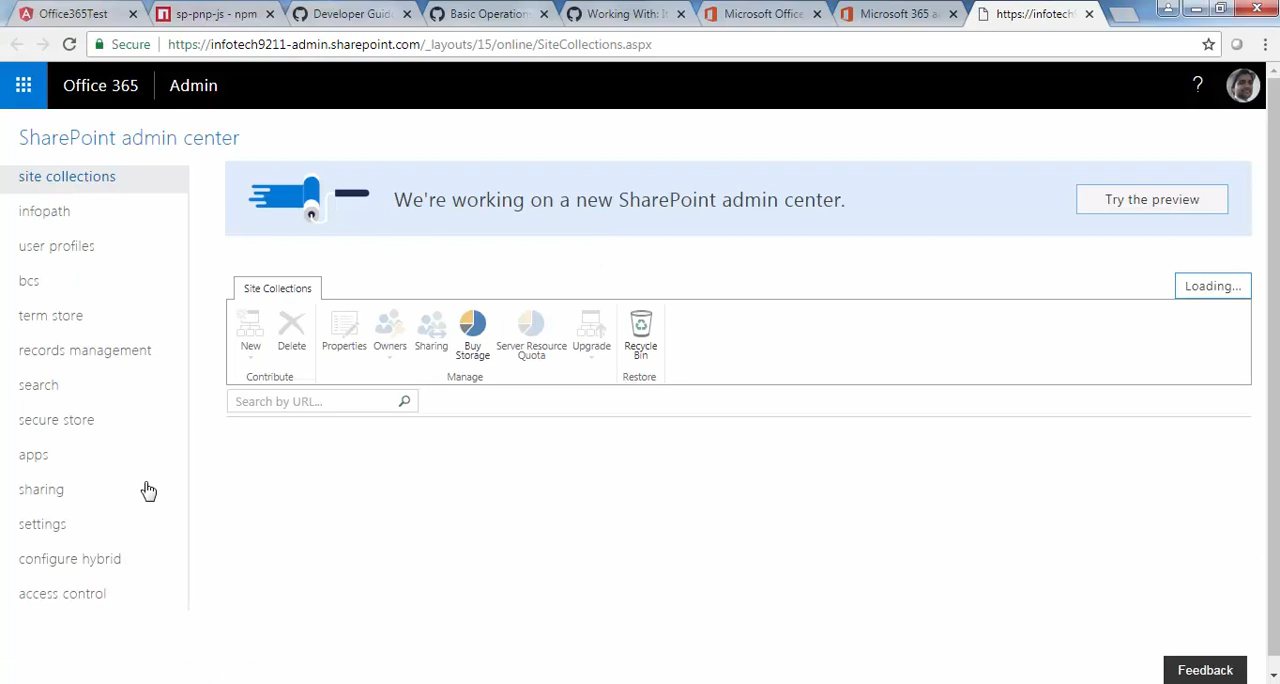 Office365Test
sp-pnp-js - npm
Developer Guid
Basic Operation
Working With: It
Microsoft Office
Microsoft 365 a
https://infotech
Secure
https://infotech9211-admin.sharepoint.com/_layouts/15/online/SiteCollections.aspx
Office 365
Admin
?
SharePoint admin center
site collections
infopath
user profiles
bcs
term store
records management
search
secure store
apps
sharing
settings
configure hybrid
access control
We're working on a new SharePoint admin center.
Try the preview
Site Collections
Loading...
New
Delete
Properties
Owners
Sharing
Buy
Storage
Server Resource
Quota
Upgrade
Recycle
Bin
Contribute
Manage
Restore
Search by URL...
Feedback